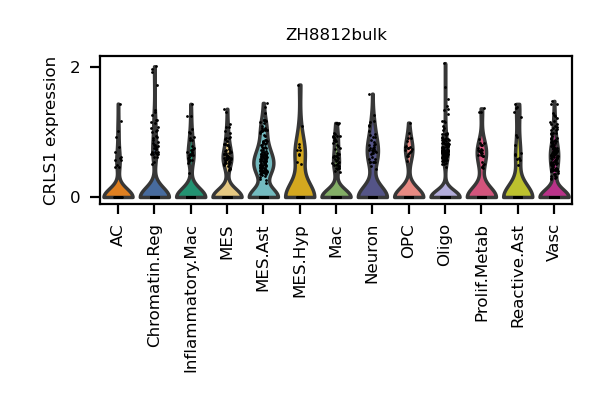 ZH8812bulk
CRLS1 expression
2
0
AC
Chromatin.Reg
Inflammatory.Mac
MES
MES.Ast
MES.Hyp
Mac
Neuron
OPC
Oligo
Prolif.Metab
Reactive.Ast
Vasc